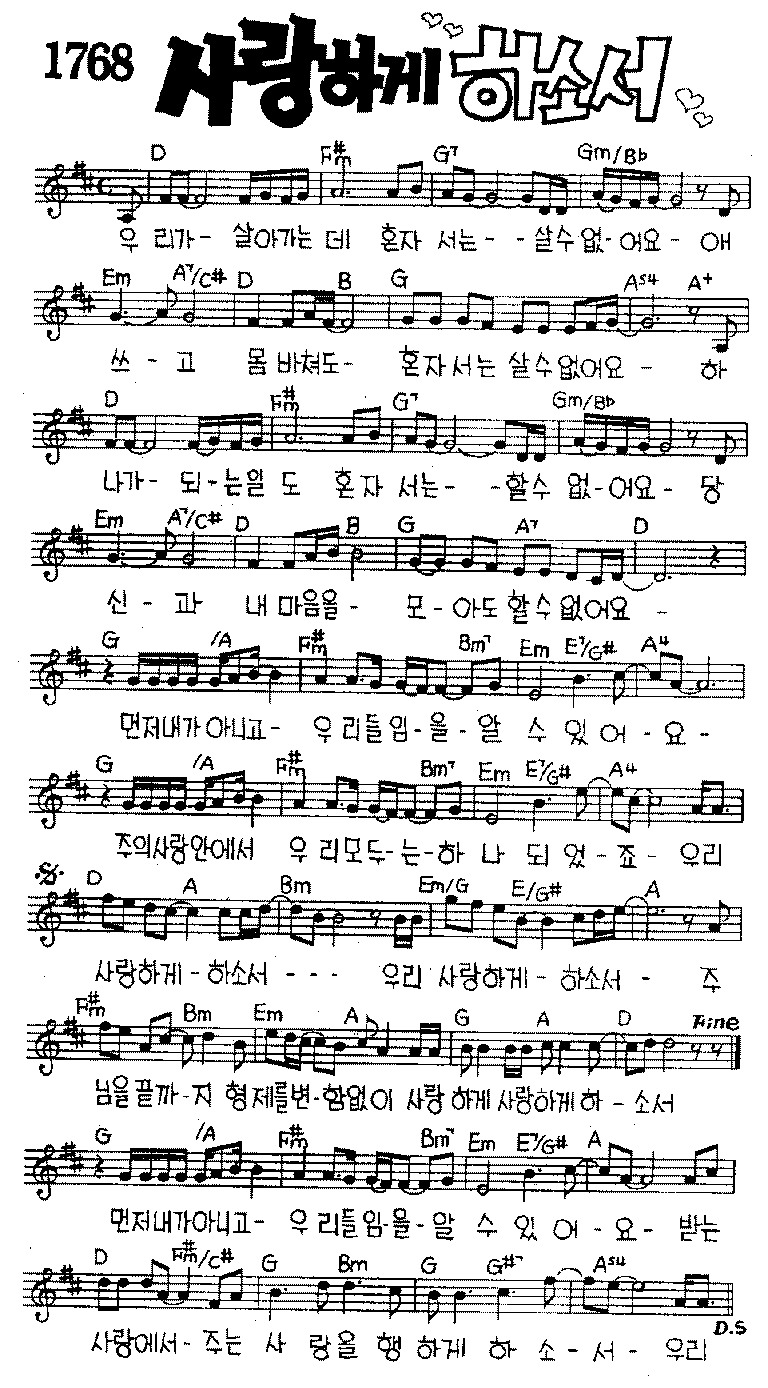 1768 사랑하게 하소서
D F#m G7 Gm/B♭
우 리가- 살아가는 데 혼자 서는- - 살수 없-어요- 애
Em A7/C# D B G As4 A+
쓰 - 고 몸 바쳐도- 혼자서는 살수없어요 - 하
D F#m G7 Gm/B♭
나가- 되-는일 도 혼자 서는- -할수 없-어요- 당
Em A7/C# D B G A7 D
신 - 과 내 마음을- 모-아도 할수없어요 -
G /A F#m Bm7 Em E7/G# A4
먼저내가 아니고- 우리들임-을-알 수 있 어-요-
G /A F#m Bm7 Em E7/G# A4
주의사랑안에서 우리모두-는-하 나 되 었-죠- 우리
D A Bm Em/G E/G# A
사랑하게-하소서 - - - 우리 사랑하게-하소서 - 주
F#m Bm Em A G A D Fine
님을 끝까-지 형제를변-함없이 사랑 하게 사랑하게 하 - 소서
G /A F#m Bm7 Em E7/G# A
먼저내가아니고- 우리들임-을-알 수 있 어-요- 받는
D F#m/C# G Bm G G#7 As4
사랑에서- 주는 사 랑을 행 하게 하 소 - 서 - 우리
D.S